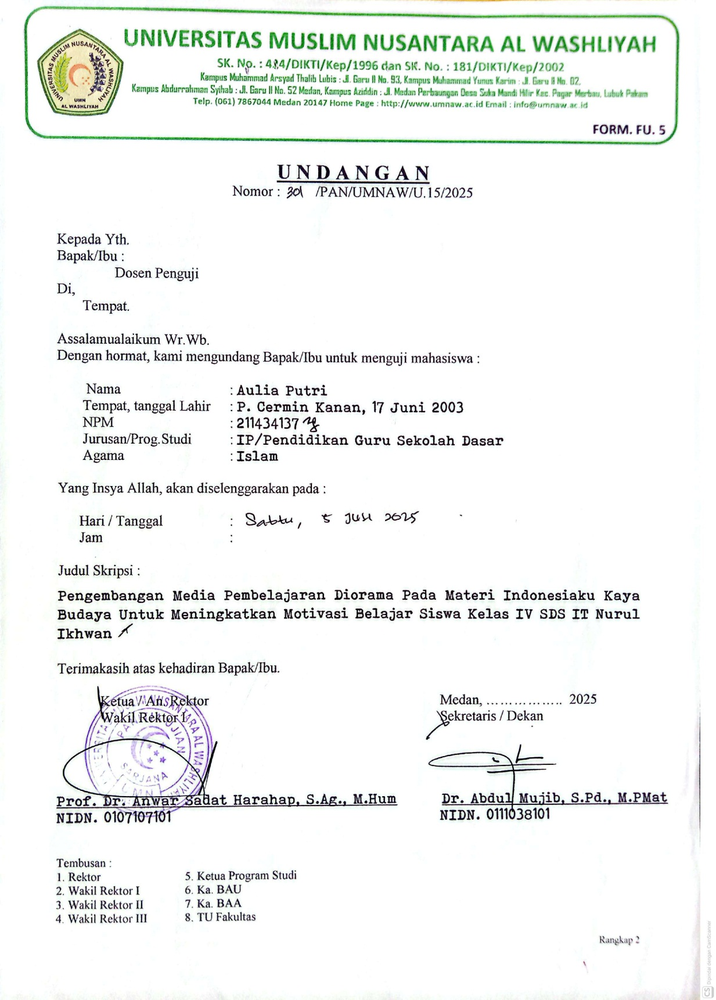 UNIVERSITAS MUSLIM NUSANTARA AL WASHLIYAH
SK. No. : 484/DIKTI/Kep/1996 dan SK. No. : 181/DIKTI/Kep/2002
Kampus Muhammad Arsyad Thalib Lubis : Jl. Garu II No. 93, Kampus Muhammad Yunus Karim : Jl. Garu II No. 02,
Kampus Abdurrahman Syihab : Jl. Garu II No. 52 Medan, Kampus Aziddin : Jl. Medan Perbaungan Desa Suka Mandi Hilir Kec. Pagar Merbau, Lubuk Pakam
Telp. (061) 7867044 Medan 20147 Home Page : http://www.umnaw.ac.id Email : info@umnaw.ac.id
UNIVERSITAS MUSLIM NUSANTARA AL WASHLIYAH
UMN
AL WASHLIYAH
FORM. FU. 5
UNDANGAN
Nomor : 301 /PAN/UMNAW/U.15/2025
Kepada Yth.
Bapak/Ibu :
Dosen Penguji
Di,
Tempat.
Assalamualaikum Wr.Wb.
Dengan hormat, kami mengundang Bapak/Ibu untuk menguji mahasiswa :
Nama : Aulia Putri
Tempat, tanggal Lahir : P. Cermin Kanan, 17 Juni 2003
NPM : 211434137
Jurusan/Prog.Studi : IP/Pendidikan Guru Sekolah Dasar
Agama : Islam
Yang Insya Allah, akan diselenggarakan pada :
Hari / Tanggal : Sabtu, 5 Juli 2025
Jam :
Judul Skripsi :
Pengembangan Media Pembelajaran Diorama Pada Materi Indonesiaku Kaya
Budaya Untuk Meningkatkan Motivasi Belajar Siswa Kelas IV SDS IT Nurul
Ikhwan
Terimakasih atas kehadiran Bapak/Ibu.
Ketua / An. Rektor
Wakil Rektor I
UNIVERSITAS MUSLIM NUSANTARA AL WASHLIYAH
PANITIA UJIAN
SARJANA
UMN
Prof. Dr. Anwar Sadat Harahap, S.Ag., M.Hum
NIDN. 0107107101
Medan, ................. 2025
Sekretaris / Dekan
Dr. Abdul Mujib, S.Pd., M.PMat
NIDN. 0111038101
Tembusan :
1. Rektor
2. Wakil Rektor I
3. Wakil Rektor II
4. Wakil Rektor III
5. Ketua Program Studi
6. Ka. BAU
7. Ka. BAA
8. TU Fakultas
Rangkap 2
CS Dipindai dengan CamScanner